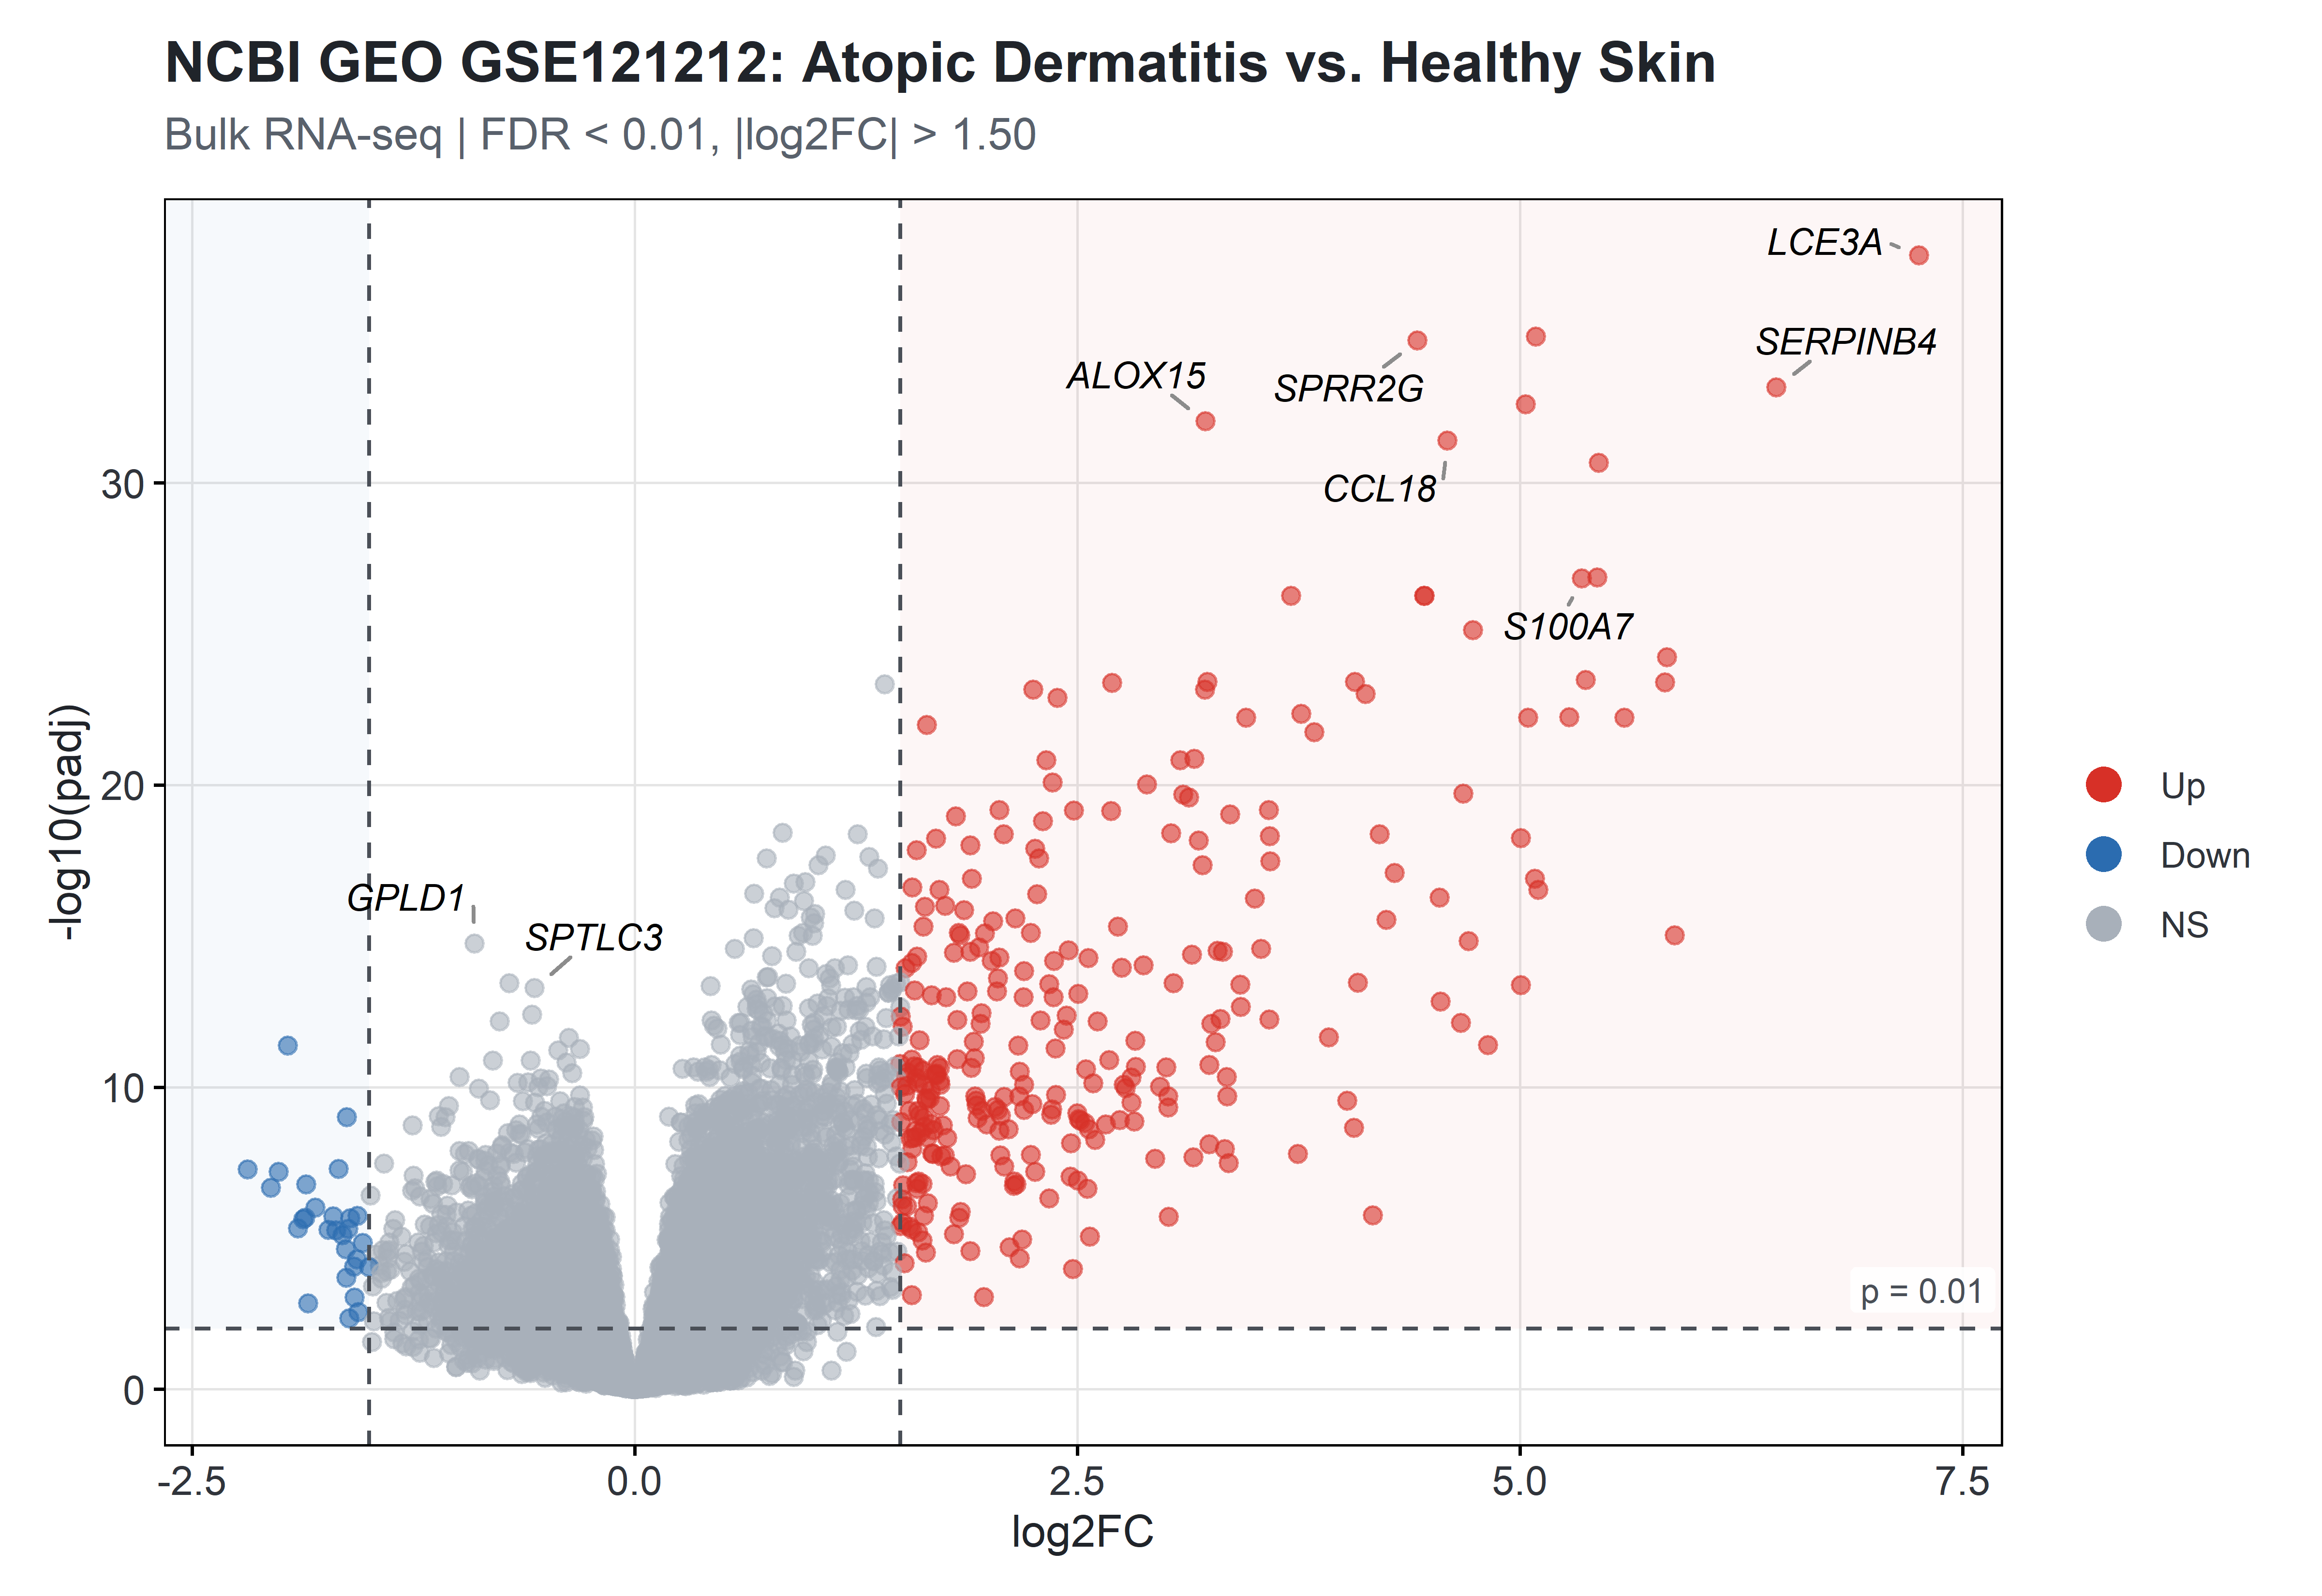 NCBI GEO GSE121212: Atopic Dermatitis vs. Healthy Skin
Bulk RNA-seq | FDR < 0.01, |log2FC| > 1.50
LCE3A
SERPINB4
ALOX15
SPRR2G
CCL18
S100A7
GPLD1
SPTLC3
p = 0.01
-log10(padj)
30
20
10
0
-2.5
0.0
2.5
5.0
7.5
log2FC
Up
Down
NS